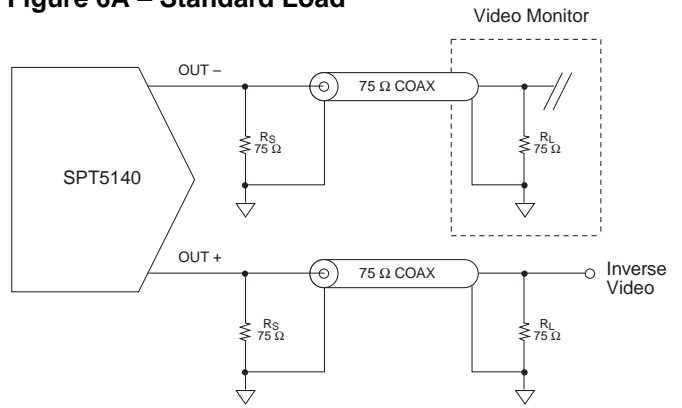 Figure 6A – Standard Load
Video Monitor
OUT –
75 Ω COAX
RS
75 Ω
RL
75 Ω
SPT5140
OUT +
75 Ω COAX
Inverse
Video
RS
75 Ω
RL
75 Ω